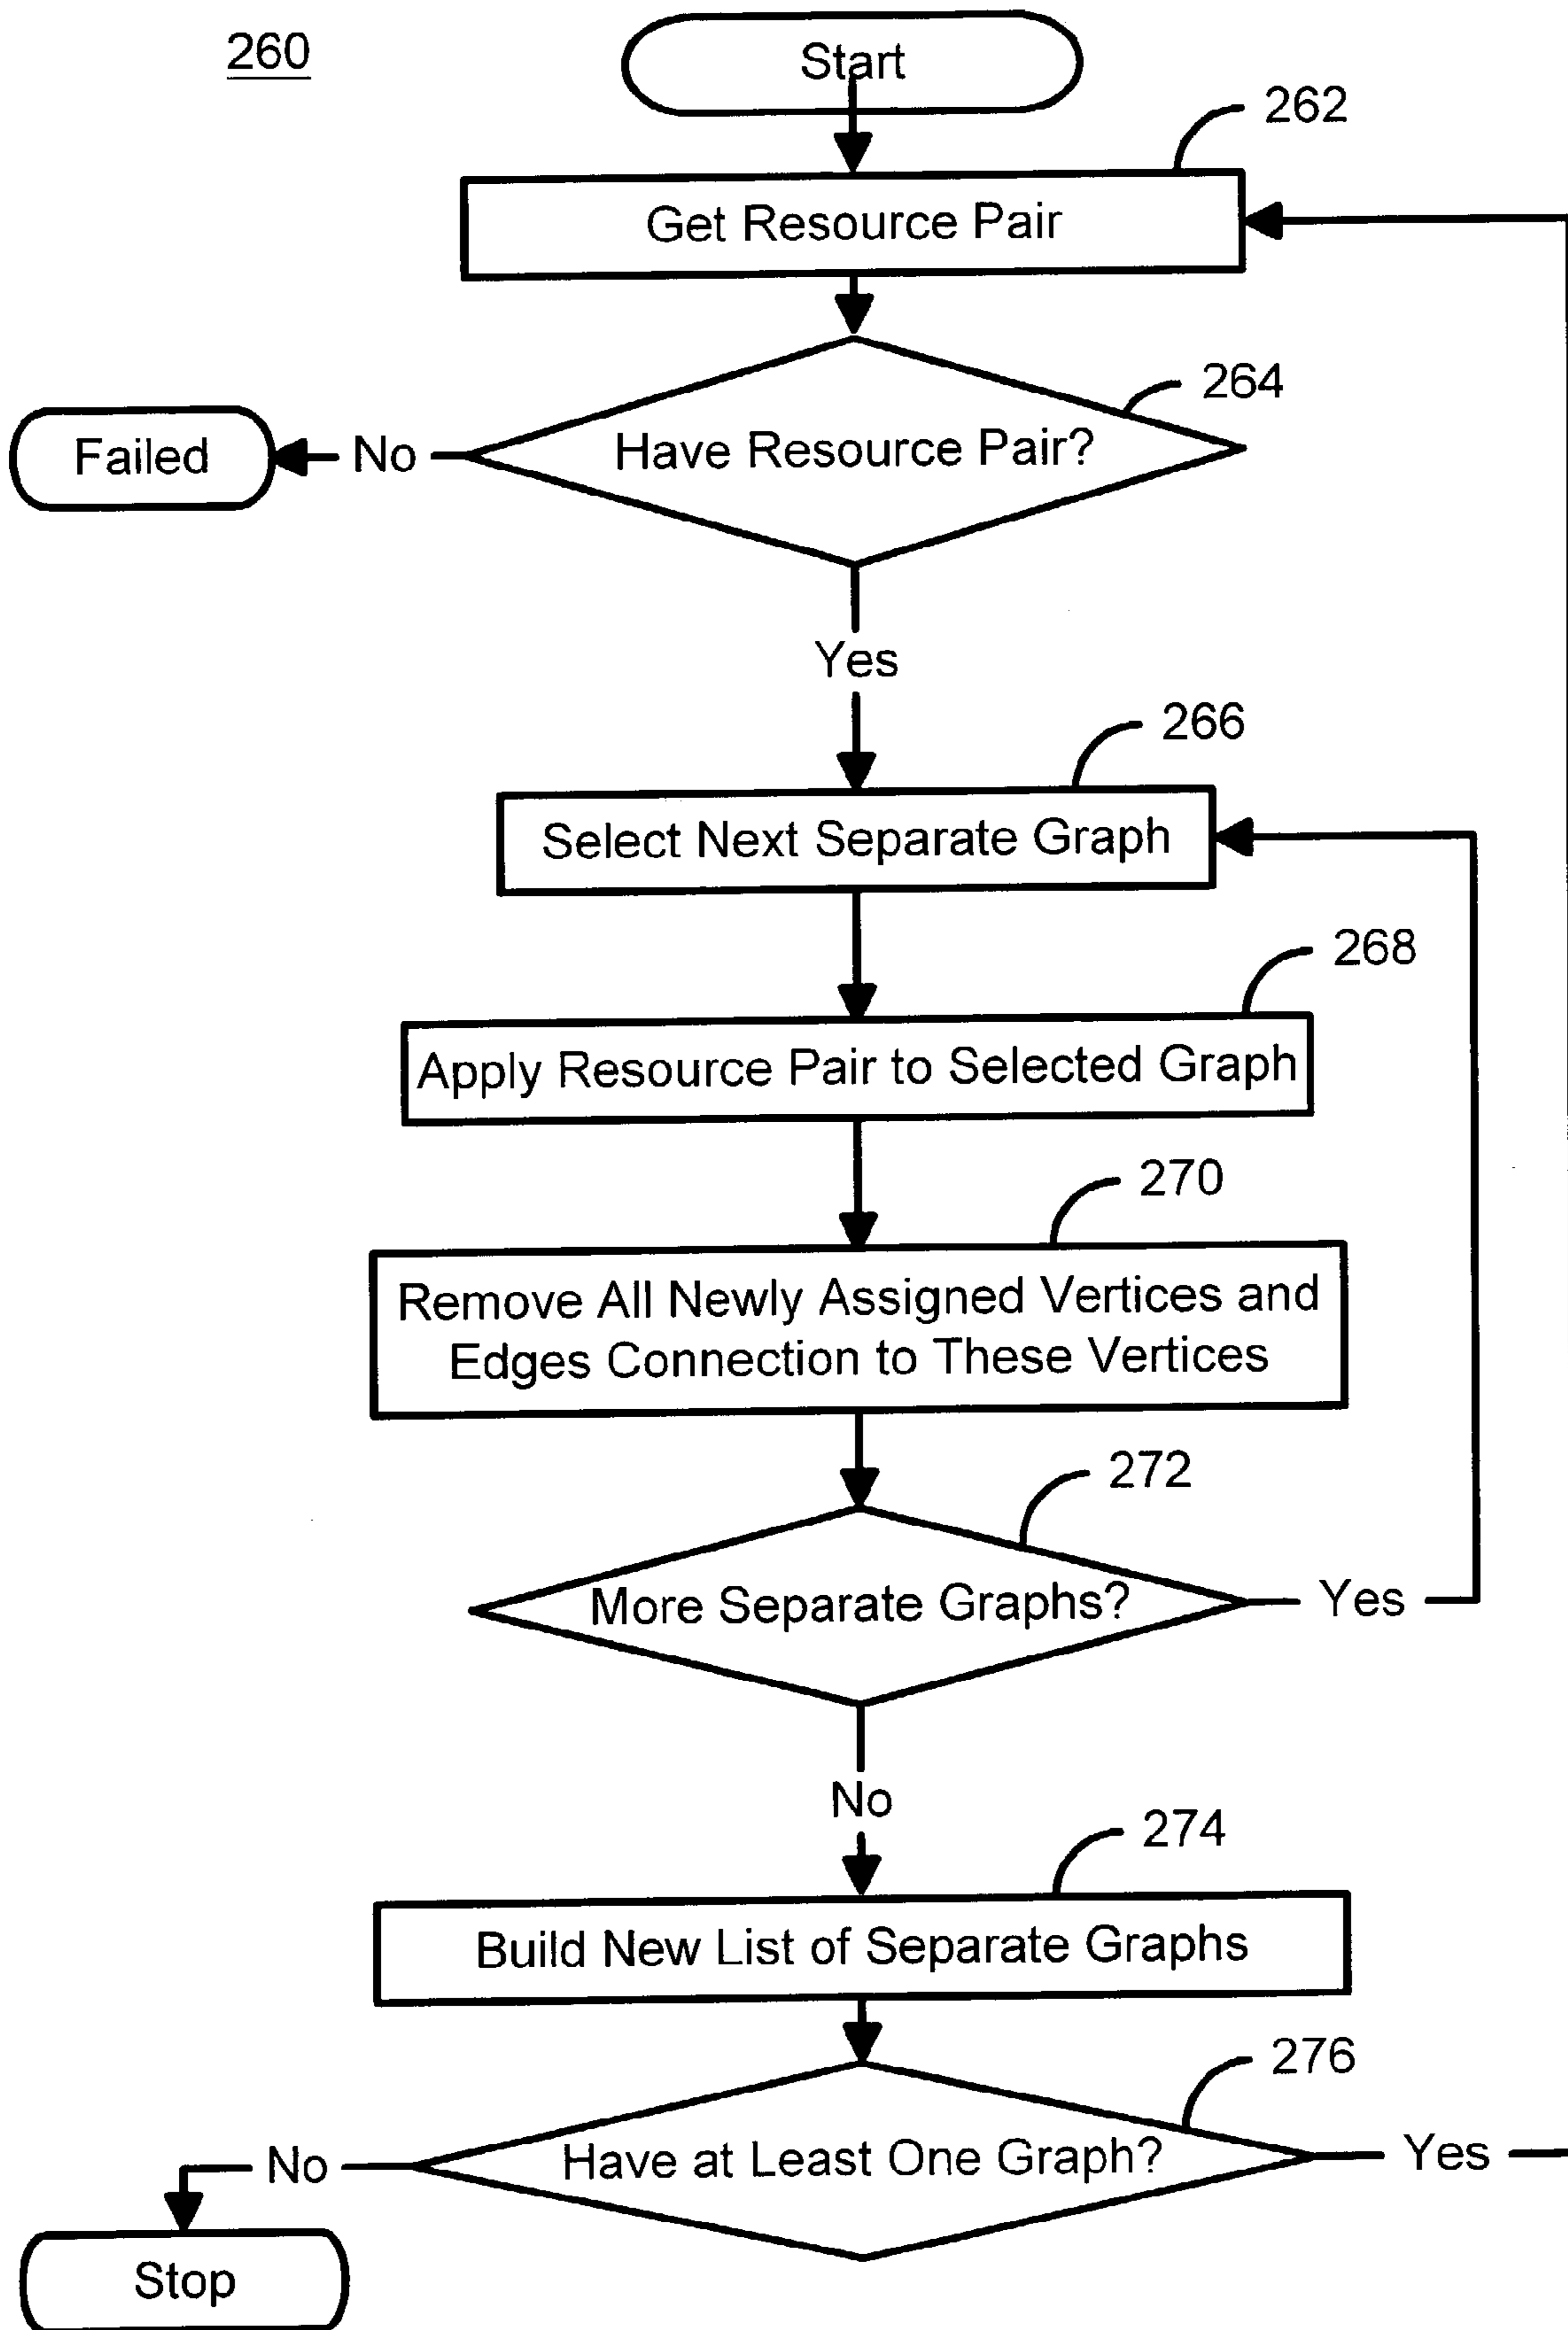 260
Start
262
Get Resource Pair
264
Have Resource Pair?
No
Failed
Yes
266
Select Next Separate Graph
268
Apply Resource Pair to Selected Graph
270
Remove All Newly Assigned Vertices and
Edges Connection to These Vertices
272
More Separate Graphs?
Yes
No
274
Build New List of Separate Graphs
276
Have at Least One Graph?
Yes
No
Stop